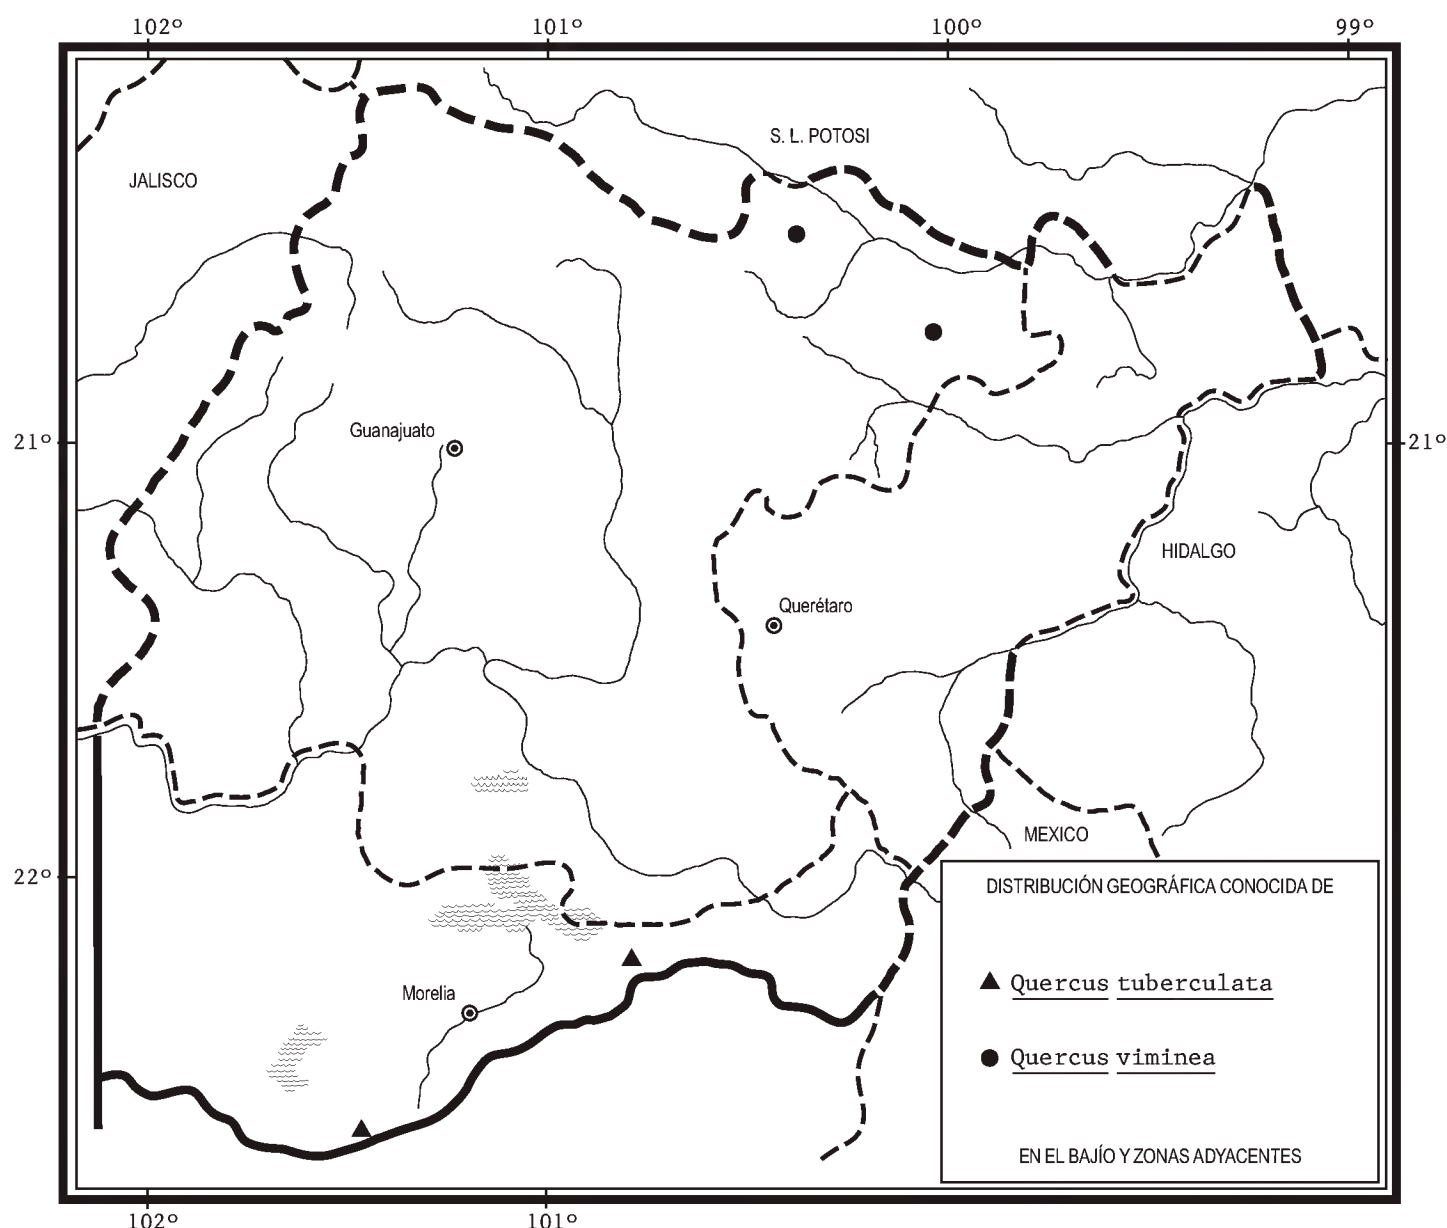 102º 101º 100º 99º
S. L. POTOSI
JALISCO
Guanajuato
21º 21º
HIDALGO
Querétaro
MEXICO
22º
DISTRIBUCIÓN GEOGRÁFICA CONOCIDA DE
Quercus tuberculata
Morelia
Quercus viminea
EN EL BAJÍO Y ZONAS ADYACENTES
102º 101º